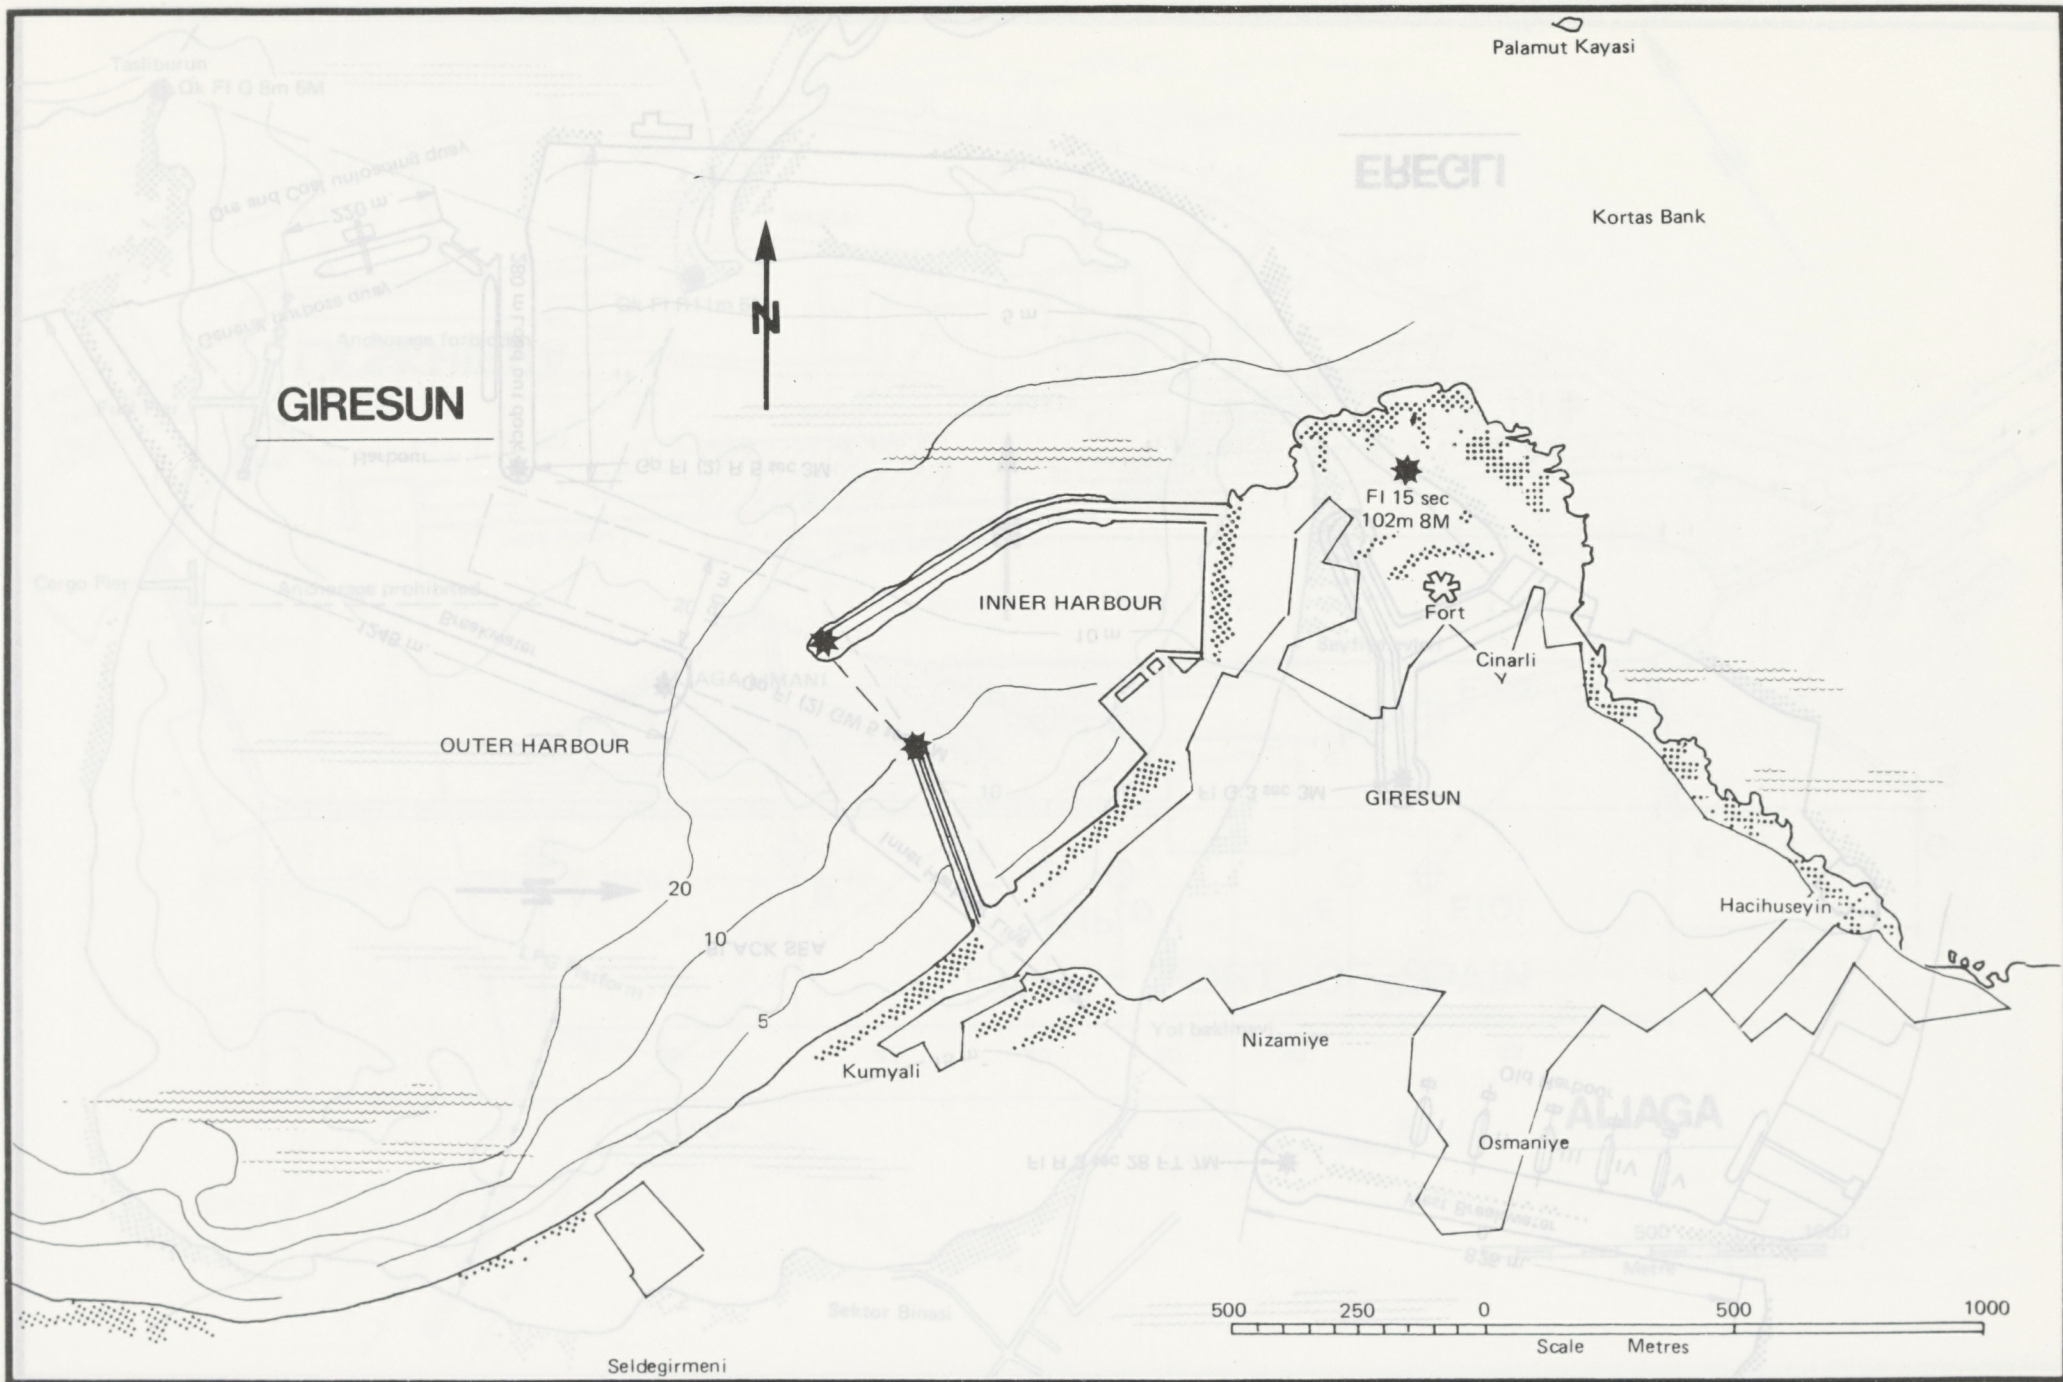 Palamut Kayasi
Kortas Bank
N
GIRESUN
Fl 15 sec
102m 8M
INNER HARBOUR
Fort
Cinarli
OUTER HARBOUR
GIRESUN
20
Hacihuseyin
10
5
Nizamiye
Kumyali
Osmaniye
500 250 0 500 1000
Scale Metres
Seldegirmeni